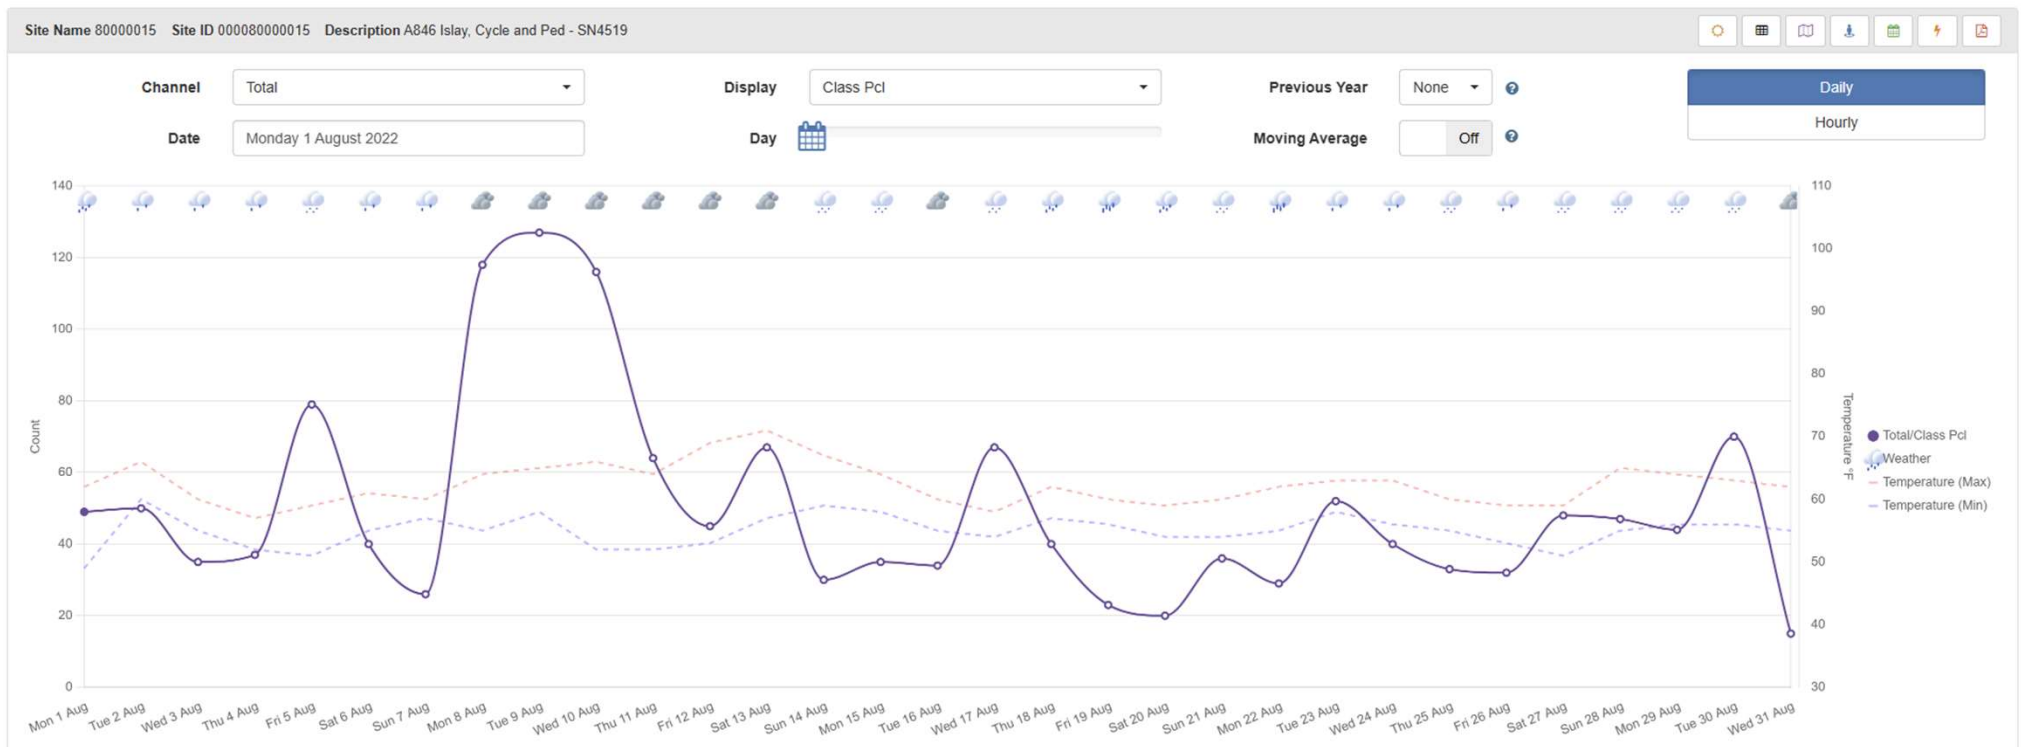 Site Name 80000015 Site ID 000080000015 Description A846 Islay, Cycle and Ped - SN4519
Channel Total Display Class Pcl Previous Year None Daily
Date Monday 1 August 2022 Day Moving Average Off Hourly
140
120
100
80
60
40
20
0
Count
110
100
90
80
70
60
50
40
30
Temperature °F
Total/Class Pcl
Weather
Temperature (Max)
Temperature (Min)
Mon 1 Aug Tue 2 Aug Wed 3 Aug Thu 4 Aug Fri 5 Aug Sat 6 Aug Sun 7 Aug Mon 8 Aug Tue 9 Aug Wed 10 Aug Thu 11 Aug Fri 12 Aug Sat 13 Aug Sun 14 Aug Mon 15 Aug Tue 16 Aug Wed 17 Aug Thu 18 Aug Fri 19 Aug Sat 20 Aug Sun 21 Aug Mon 22 Aug Tue 23 Aug Wed 24 Aug Thu 25 Aug Fri 26 Aug Sat 27 Aug Sun 28 Aug Mon 29 Aug Tue 30 Aug Wed 31 Aug